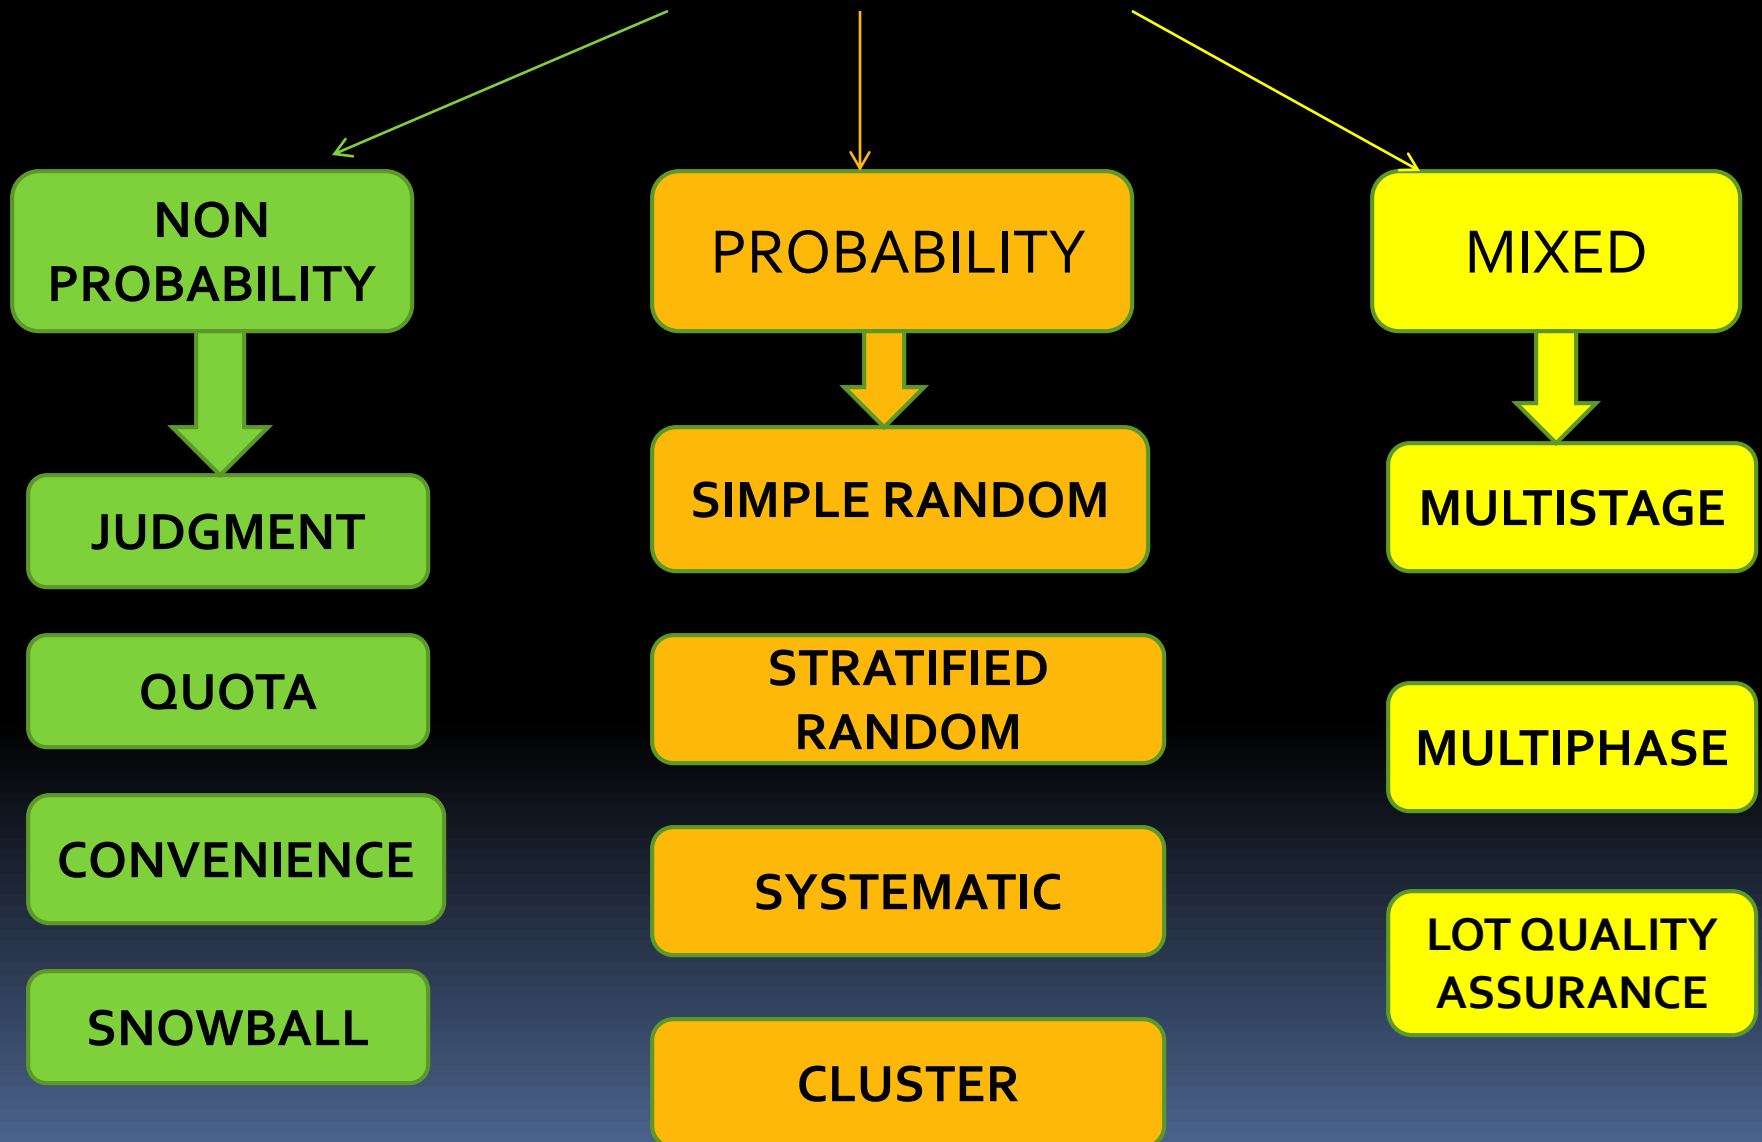 NON
PROBABILITY
JUDGMENT
QUOTA
CONVENIENCE
SNOWBALL
PROBABILITY
SIMPLE RANDOM
STRATIFIED
RANDOM
SYSTEMATIC
CLUSTER
MIXED
MULTISTAGE
MULTIPHASE
LOT QUALITY
ASSURANCE